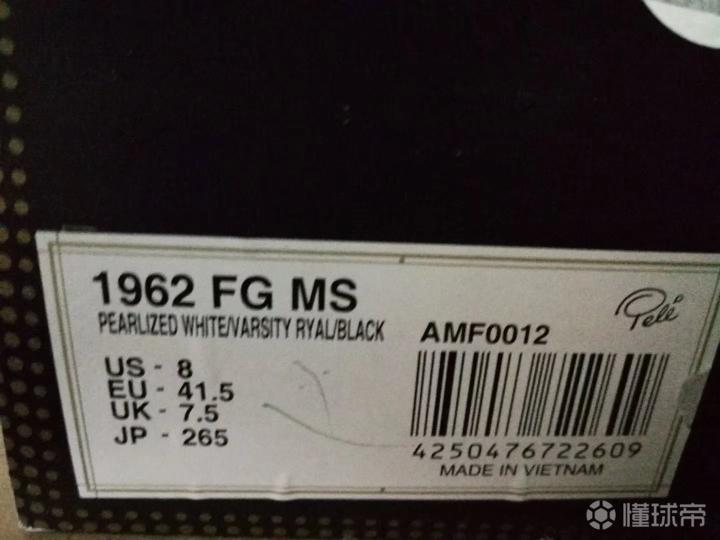 1962 FG MS
PEARLIZED WHITE/VARSITY RYAL/BLACK
US - 8
EU - 41.5
UK - 7.5
JP - 265
Pelé
AMF0012
4250476722609
MADE IN VIETNAM
懂球帝